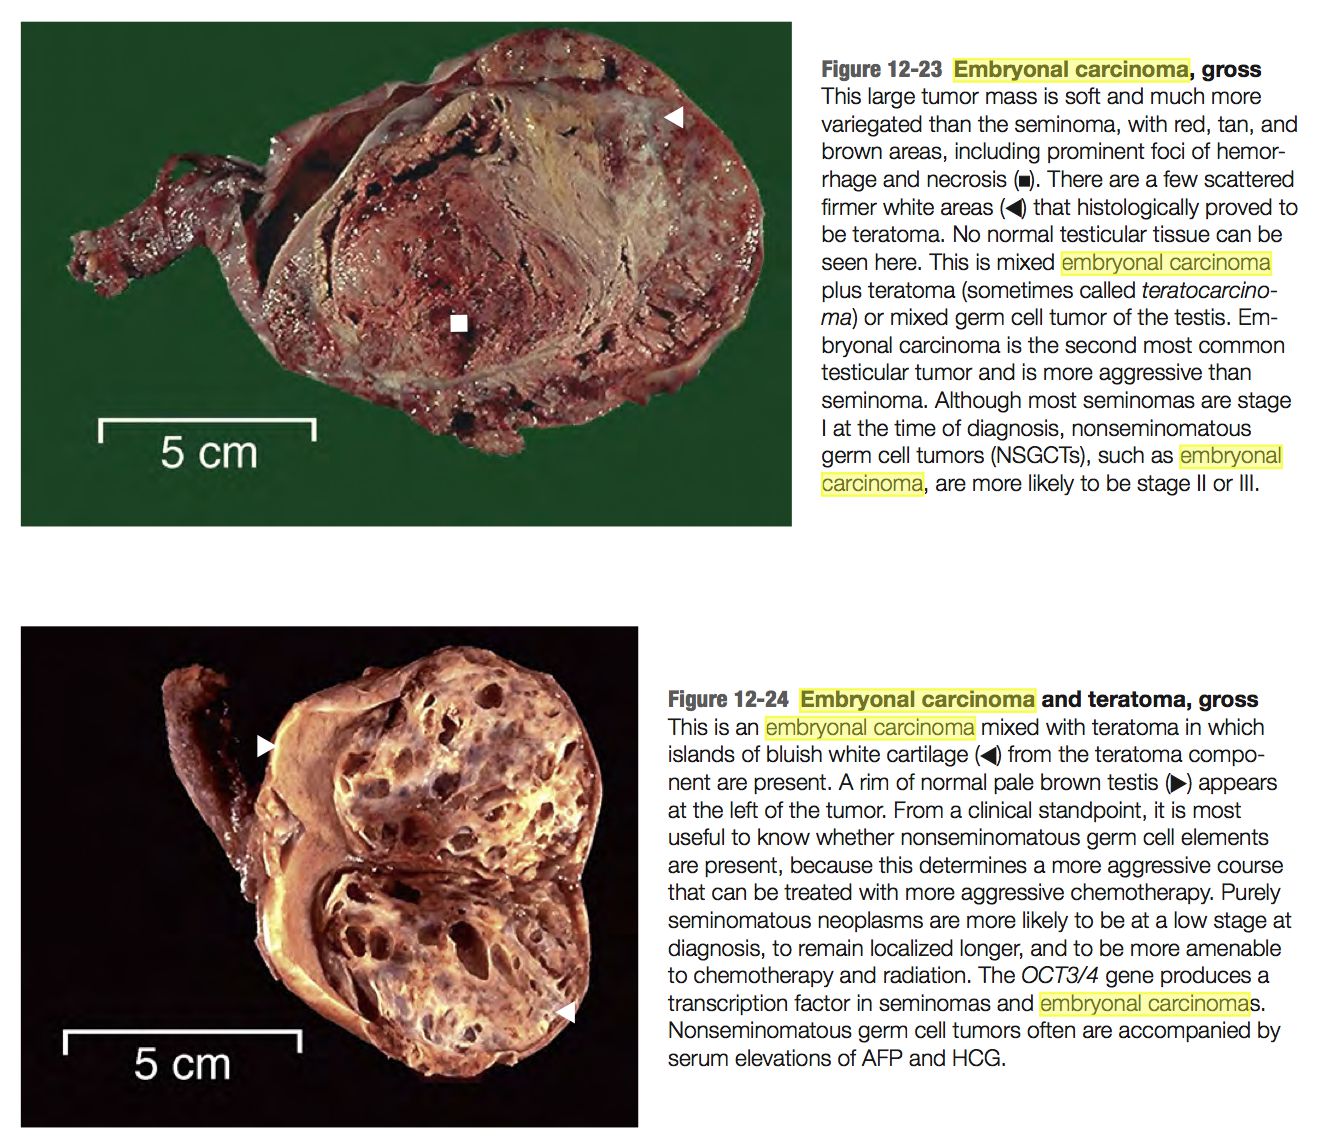 Figure 12-23 Embryonal carcinoma, gross
This large tumor mass is soft and much more
variegated than the seminoma, with red, tan, and
brown areas, including prominent foci of hemor-
rhage and necrosis (■). There are a few scattered
firmer white areas (◀) that histologically proved to
be teratoma. No normal testicular tissue can be
seen here. This is mixed embryonal carcinoma
plus teratoma (sometimes called teratocarcino-
ma) or mixed germ cell tumor of the testis. Em-
bryonal carcinoma is the second most common
testicular tumor and is more aggressive than
seminoma. Although most seminomas are stage
I at the time of diagnosis, nonseminomatous
germ cell tumors (NSGCTs), such as embryonal
carcinoma, are more likely to be stage II or III.
5 cm
Figure 12-24 Embryonal carcinoma and teratoma, gross
This is an embryonal carcinoma mixed with teratoma in which
islands of bluish white cartilage (◀) from the teratoma compo-
nent are present. A rim of normal pale brown testis (▶) appears
at the left of the tumor. From a clinical standpoint, it is most
useful to know whether nonseminomatous germ cell elements
are present, because this determines a more aggressive course
that can be treated with more aggressive chemotherapy. Purely
seminomatous neoplasms are more likely to be at a low stage at
diagnosis, to remain localized longer, and to be more amenable
to chemotherapy and radiation. The OCT3/4 gene produces a
transcription factor in seminomas and embryonal carcinomas.
Nonseminomatous germ cell tumors often are accompanied by
serum elevations of AFP and HCG.
5 cm